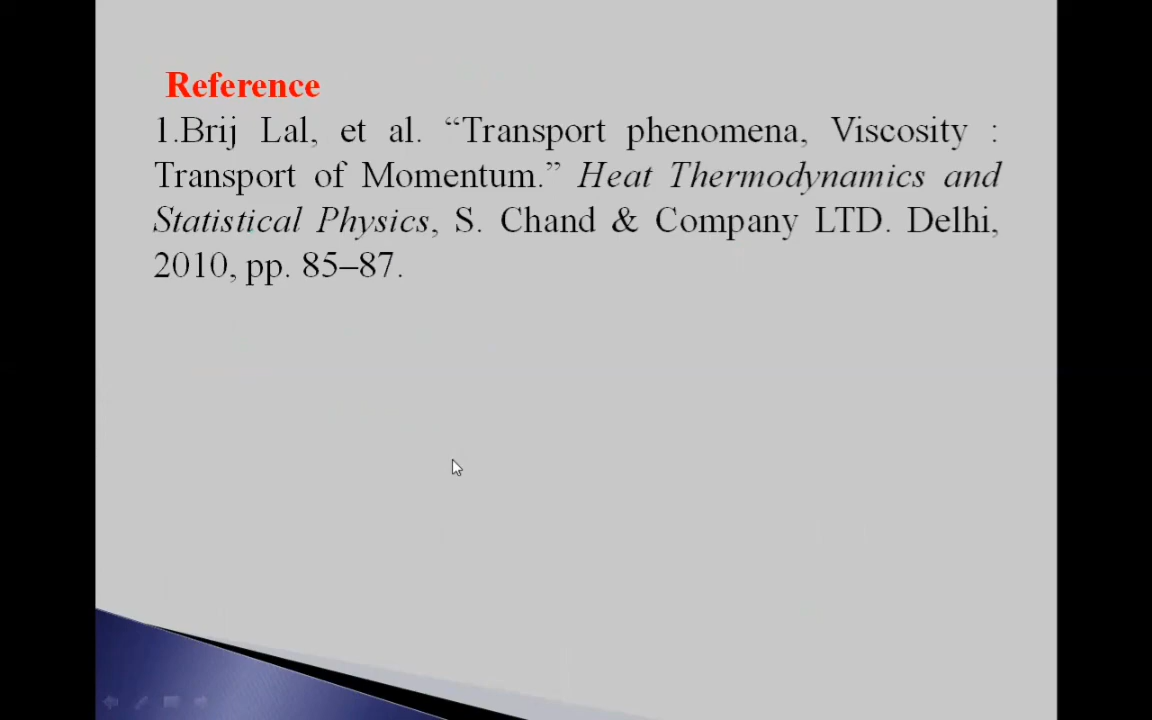 Reference
1.Brij Lal, et al. “Transport phenomena, Viscosity :
Transport of Momentum.” Heat Thermodynamics and
Statistical Physics, S. Chand & Company LTD. Delhi,
2010, pp. 85–87.